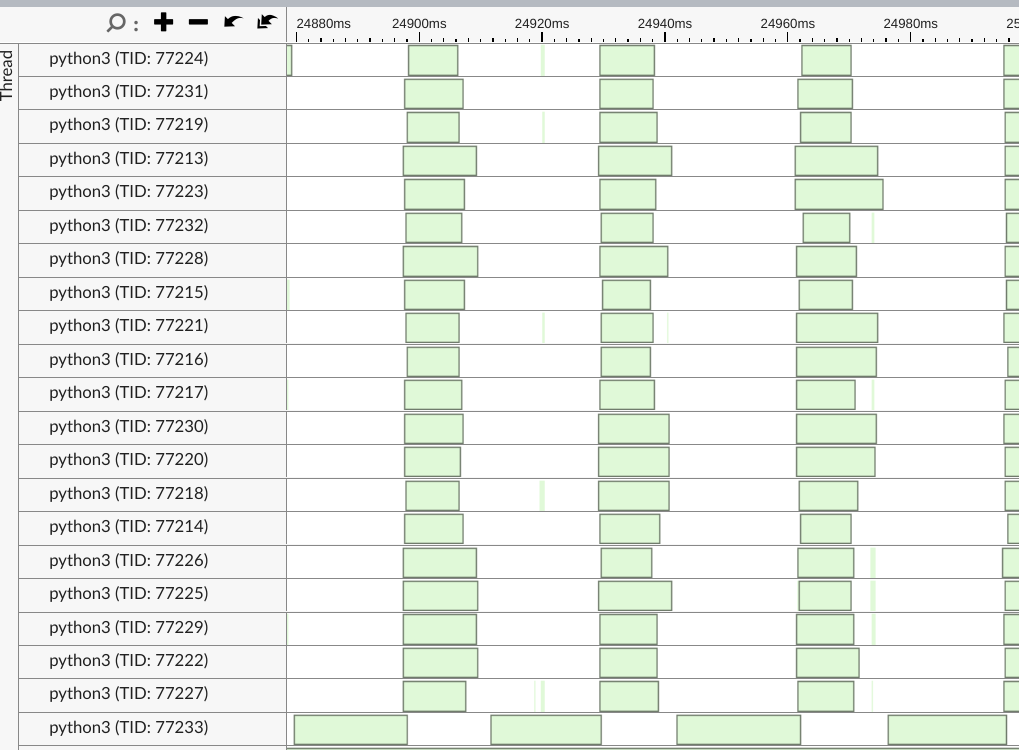 : 24880ms 24900ms 24920ms 24940ms 24960ms 24980ms 25
Thread
python3 (TID: 77224)
python3 (TID: 77231)
python3 (TID: 77219)
python3 (TID: 77213)
python3 (TID: 77223)
python3 (TID: 77232)
python3 (TID: 77228)
python3 (TID: 77215)
python3 (TID: 77221)
python3 (TID: 77216)
python3 (TID: 77217)
python3 (TID: 77230)
python3 (TID: 77220)
python3 (TID: 77218)
python3 (TID: 77214)
python3 (TID: 77226)
python3 (TID: 77225)
python3 (TID: 77229)
python3 (TID: 77222)
python3 (TID: 77227)
python3 (TID: 77233)